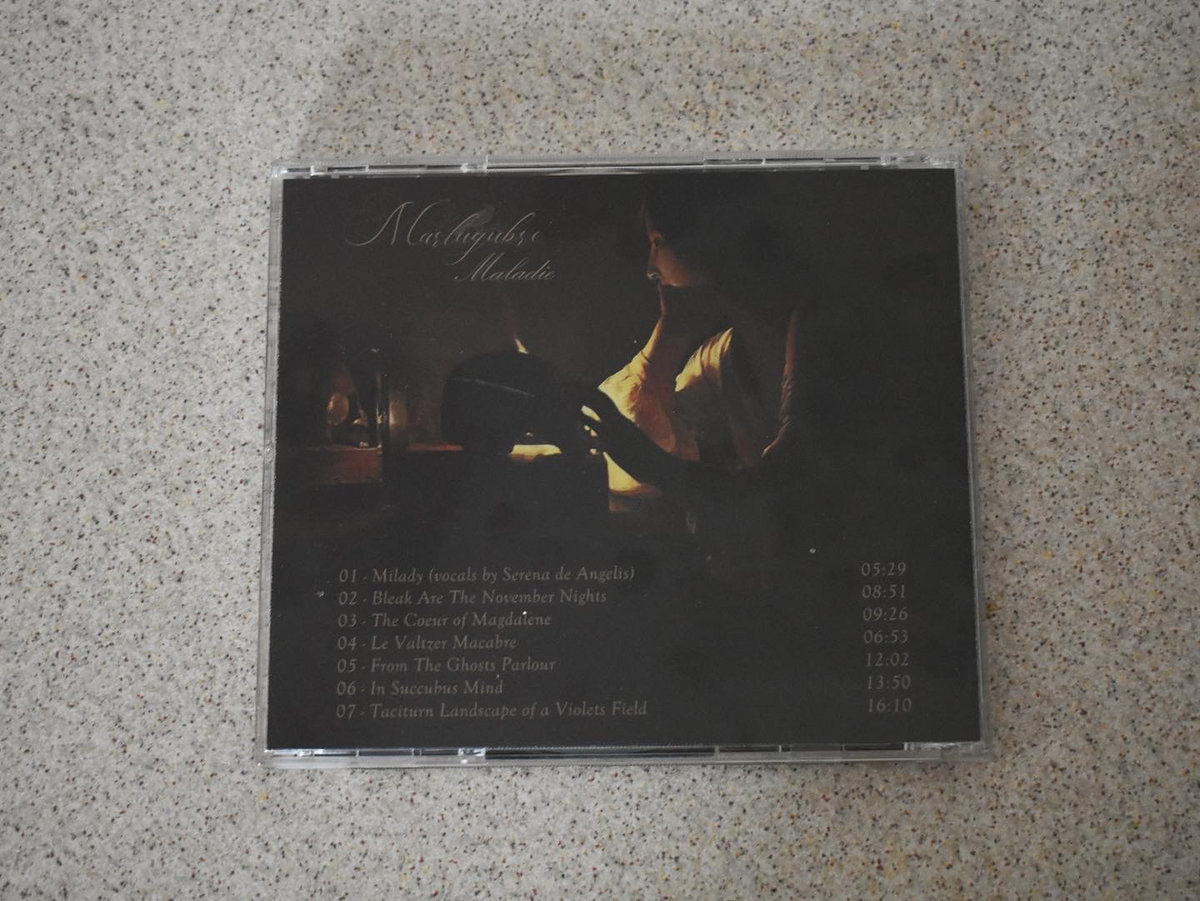 Marlugubre
Maladie
01 - Milady (vocals by Serena de Angelis) 05:29
02 - Bleak Are The November Nights 08:51
03 - The Coeur of Magdalene 09:26
04 - Le Valtzer Macabre 06:53
05 - From The Ghosts Parlour 12:02
06 - In Succubus Mind 13:50
07 - Taciturn Landscape of a Violets Field 16:10